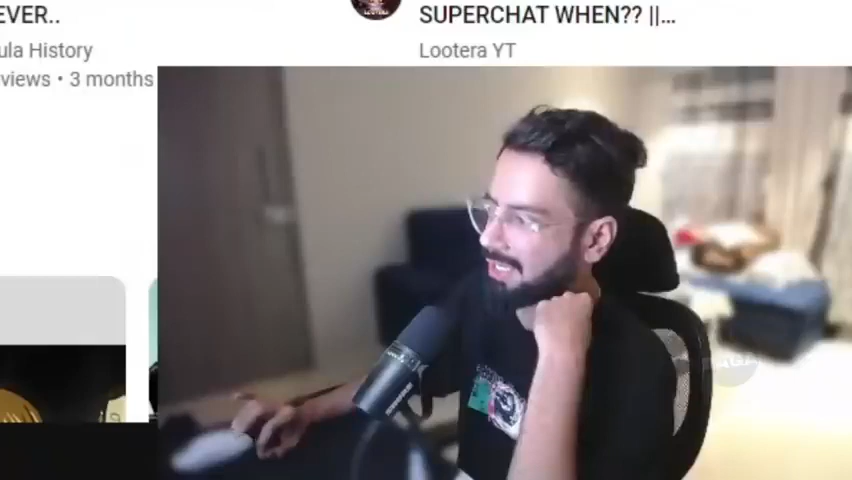 EVER..
ula History
views • 3 months
SUPERCHAT WHEN?? ||...
Lootera YT